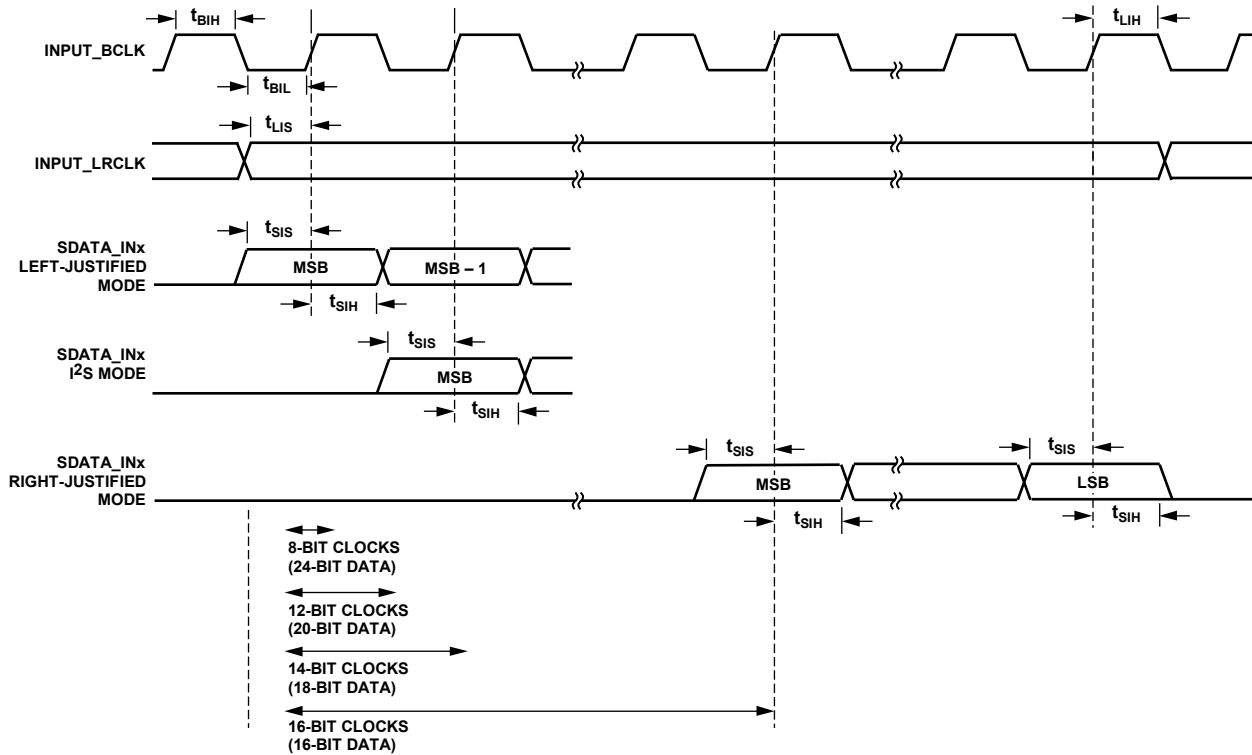 tBIH
tLIH
INPUT_BCLK
tBIL
tLIS
INPUT_LRCLK
tSIS
SDATA_INx
LEFT-JUSTIFIED
MODE
MSB
MSB – 1
tSIH
tSIS
SDATA_INx
I2S MODE
MSB
tSIH
tSIS
tSIS
SDATA_INx
RIGHT-JUSTIFIED
MODE
MSB
LSB
tSIH
tSIH
8-BIT CLOCKS
(24-BIT DATA)
12-BIT CLOCKS
(20-BIT DATA)
14-BIT CLOCKS
(18-BIT DATA)
16-BIT CLOCKS
(16-BIT DATA)